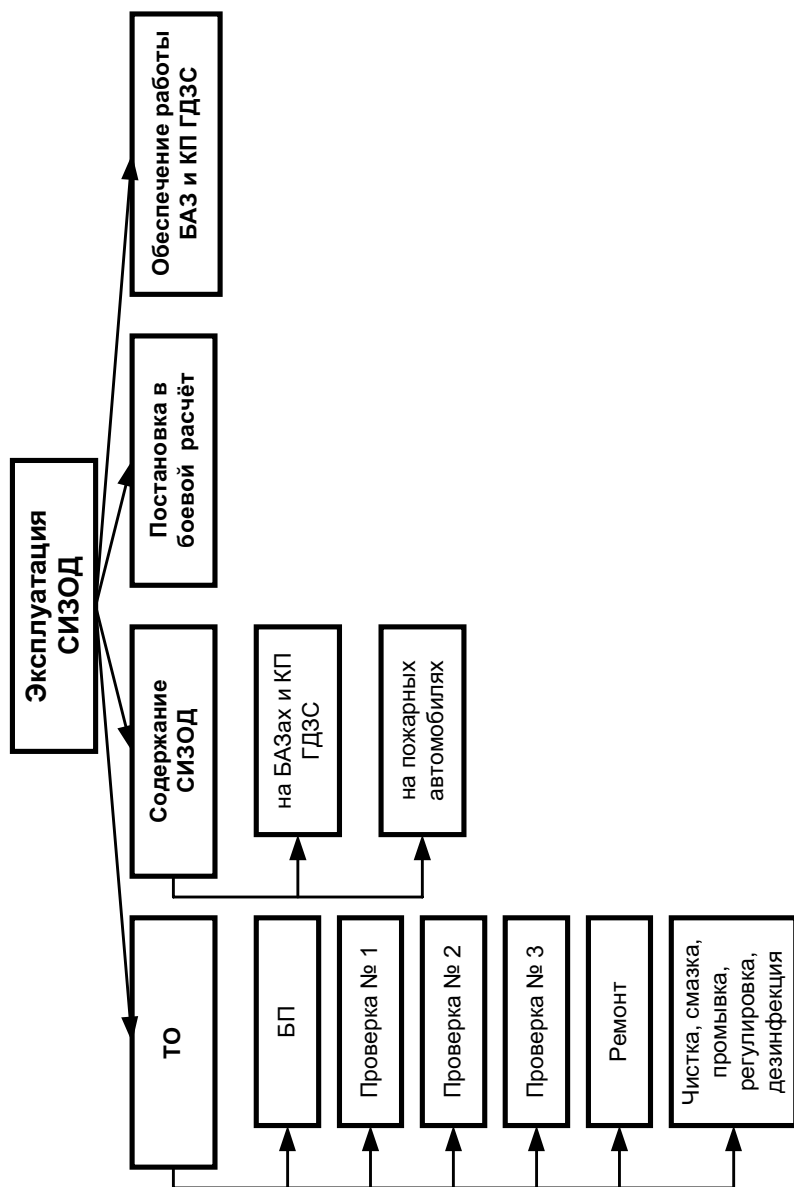 Эксплуатация
СИЗОД
ТО
Содержание
СИЗОД
Постановка в
боевой расчёт
Обеспечение работы
БАЗ и КП ГДЗС
БП
Проверка № 1
Проверка № 2
Проверка № 3
Ремонт
Чистка, смазка,
промывка,
регулировка,
дезинфекция
на БАЗах и КП
ГДЗС
на пожарных
автомобилях